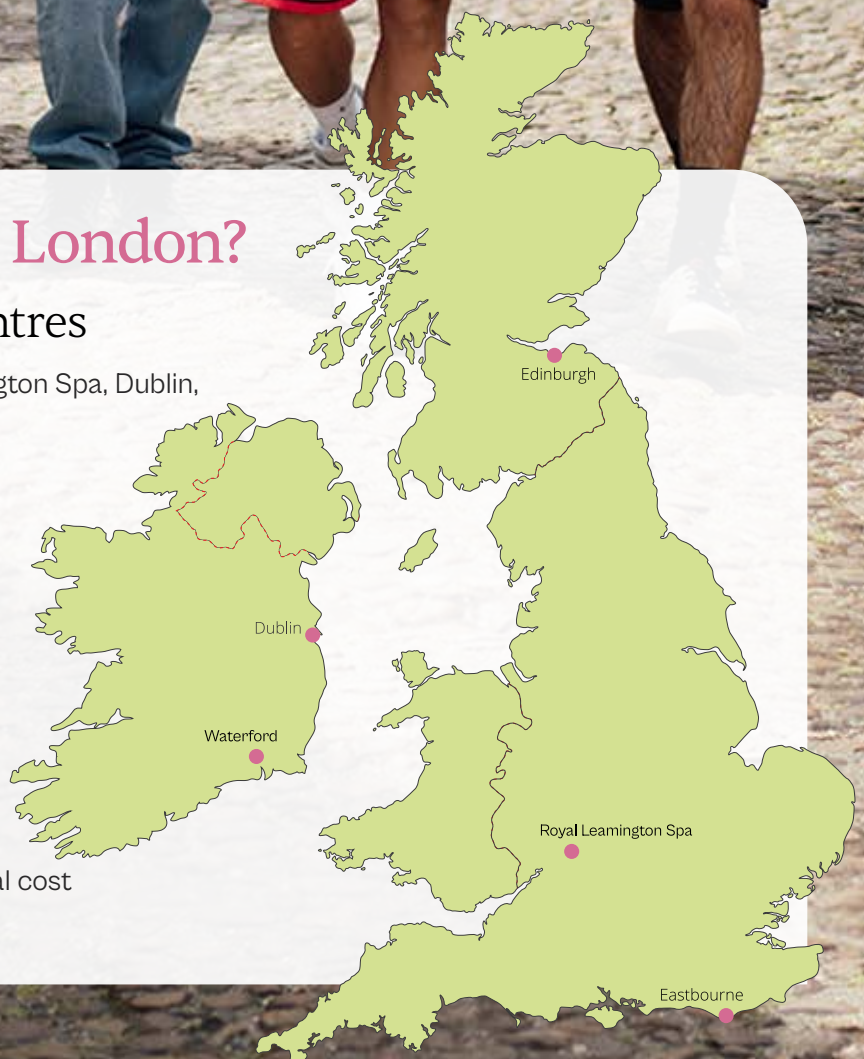 London?
ntres
gton Spa, Dublin,
Edinburgh
Dublin
Waterford
Royal Leamington Spa
al cost
Eastbourne